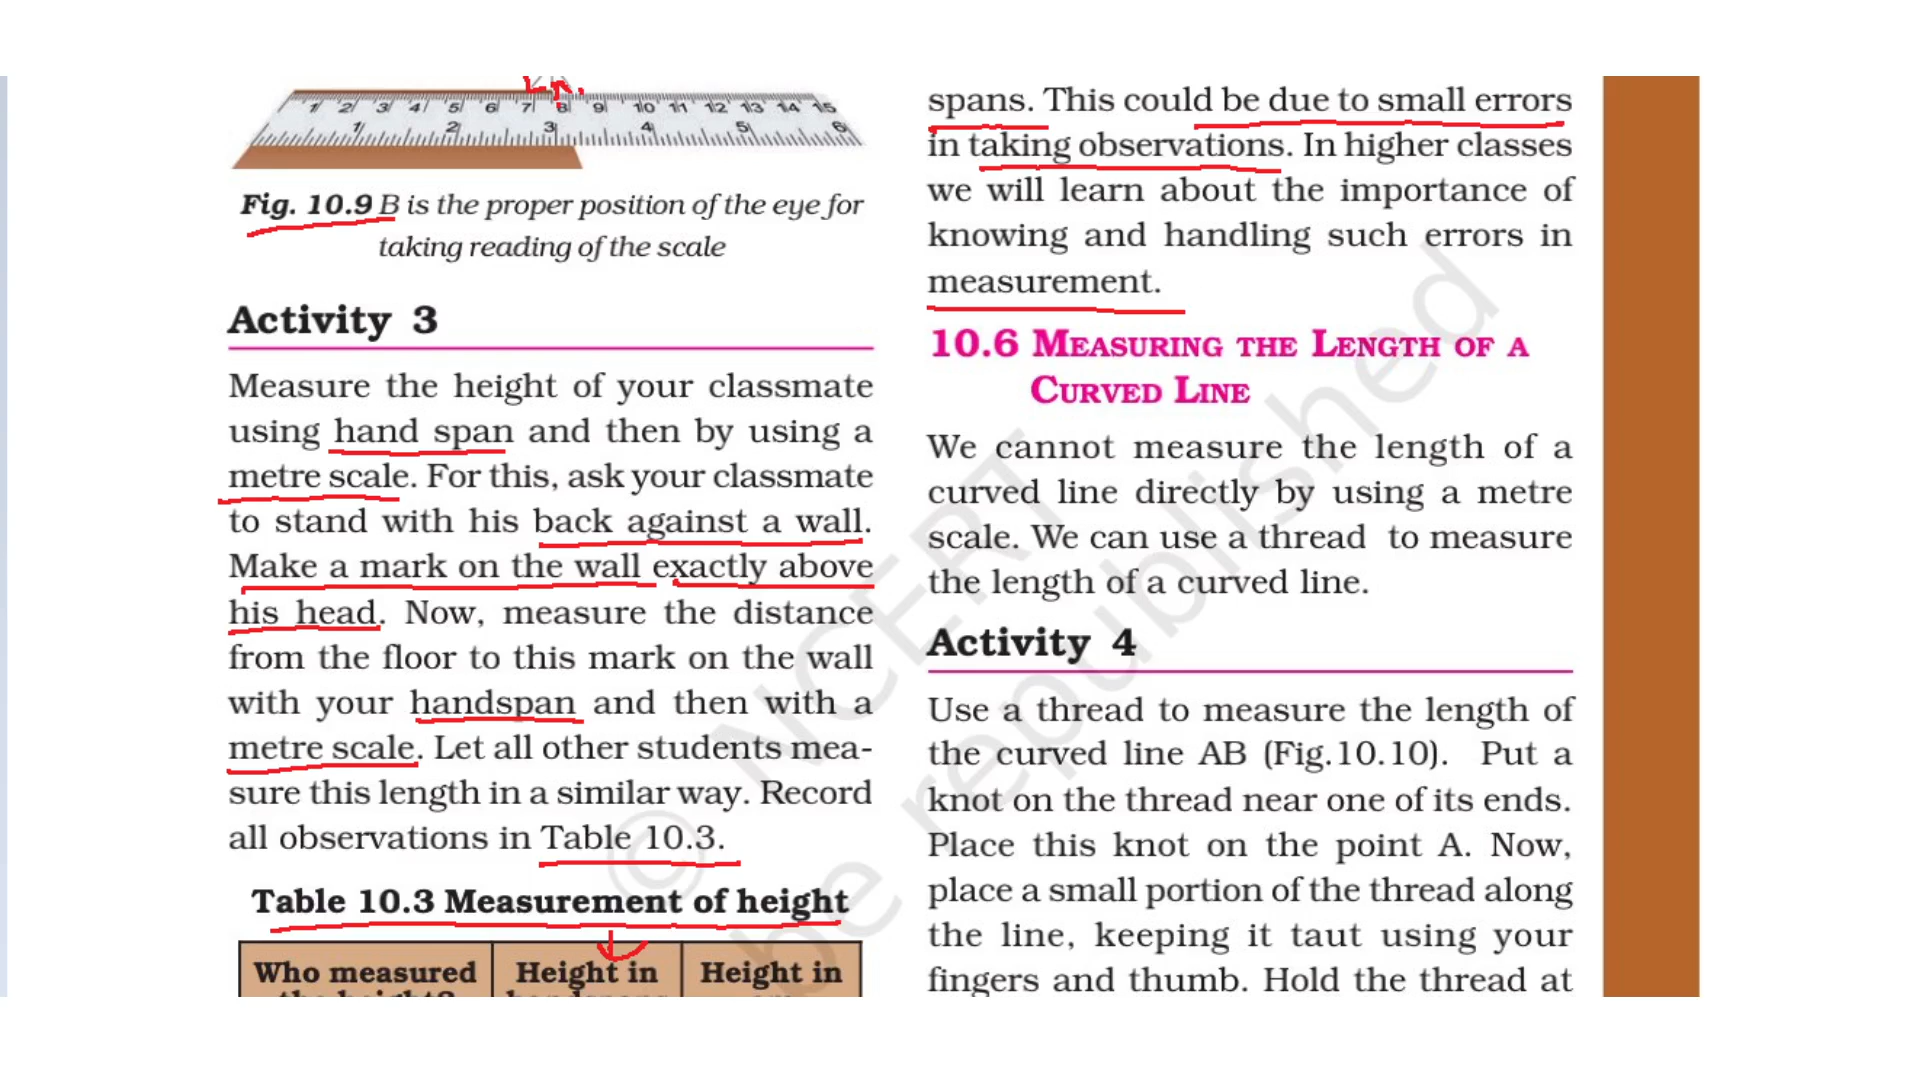 1 2 3 4 5 6 7 8 9 10 11 12 13 14 15
1 2 3 4 5 6
Fig. 10.9 B is the proper position of the eye for
taking reading of the scale
Activity 3
Measure the height of your classmate
using hand span and then by using a
metre scale. For this, ask your classmate
to stand with his back against a wall.
Make a mark on the wall exactly above
his head. Now, measure the distance
from the floor to this mark on the wall
with your handspan and then with a
metre scale. Let all other students mea-
sure this length in a similar way. Record
all observations in Table 10.3.
Table 10.3 Measurement of height
Who measured
Height in
Height in
spans. This could be due to small errors
in taking observations. In higher classes
we will learn about the importance of
knowing and handling such errors in
measurement.
10.6 MEASURING THE LENGTH OF A
CURVED LINE
We cannot measure the length of a
curved line directly by using a metre
scale. We can use a thread to measure
the length of a curved line.
Activity 4
Use a thread to measure the length of
the curved line AB (Fig.10.10). Put a
knot on the thread near one of its ends.
Place this knot on the point A. Now,
place a small portion of the thread along
the line, keeping it taut using your
fingers and thumb. Hold the thread at
© NCERT
be republished